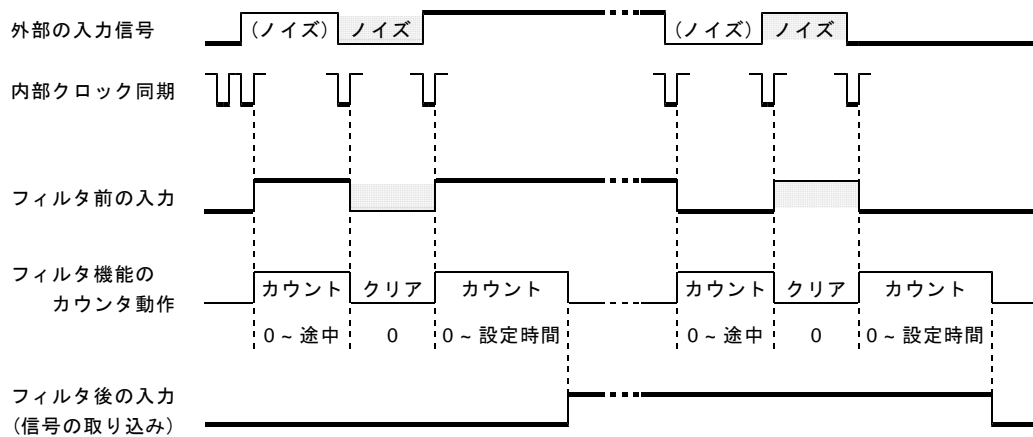 外部の入力信号
(ノイズ) ノイズ (ノイズ) ノイズ
内部クロック同期
フィルタ前の入力
フィルタ機能の
カウンタ動作
カウント クリア カウント カウント クリア カウント
0 ~ 途中 0 0 ~ 設定時間 0 ~ 途中 0 0 ~ 設定時間
フィルタ後の入力
(信号の取り込み)